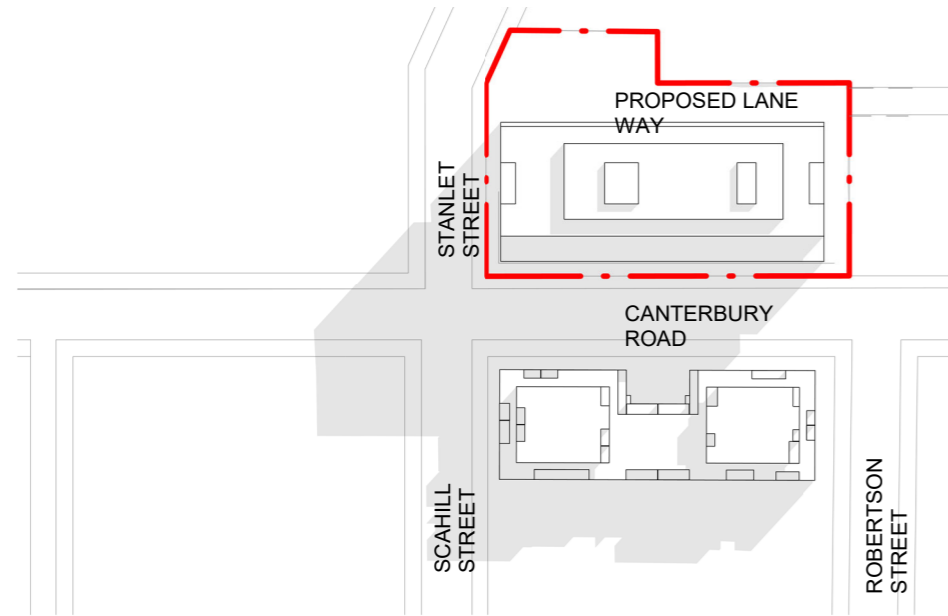 PROPOSED LANE
WAY
STANLET
STREET
CANTERBURY
ROAD
SCAHILL
STREET
ROBERTSON
STREET